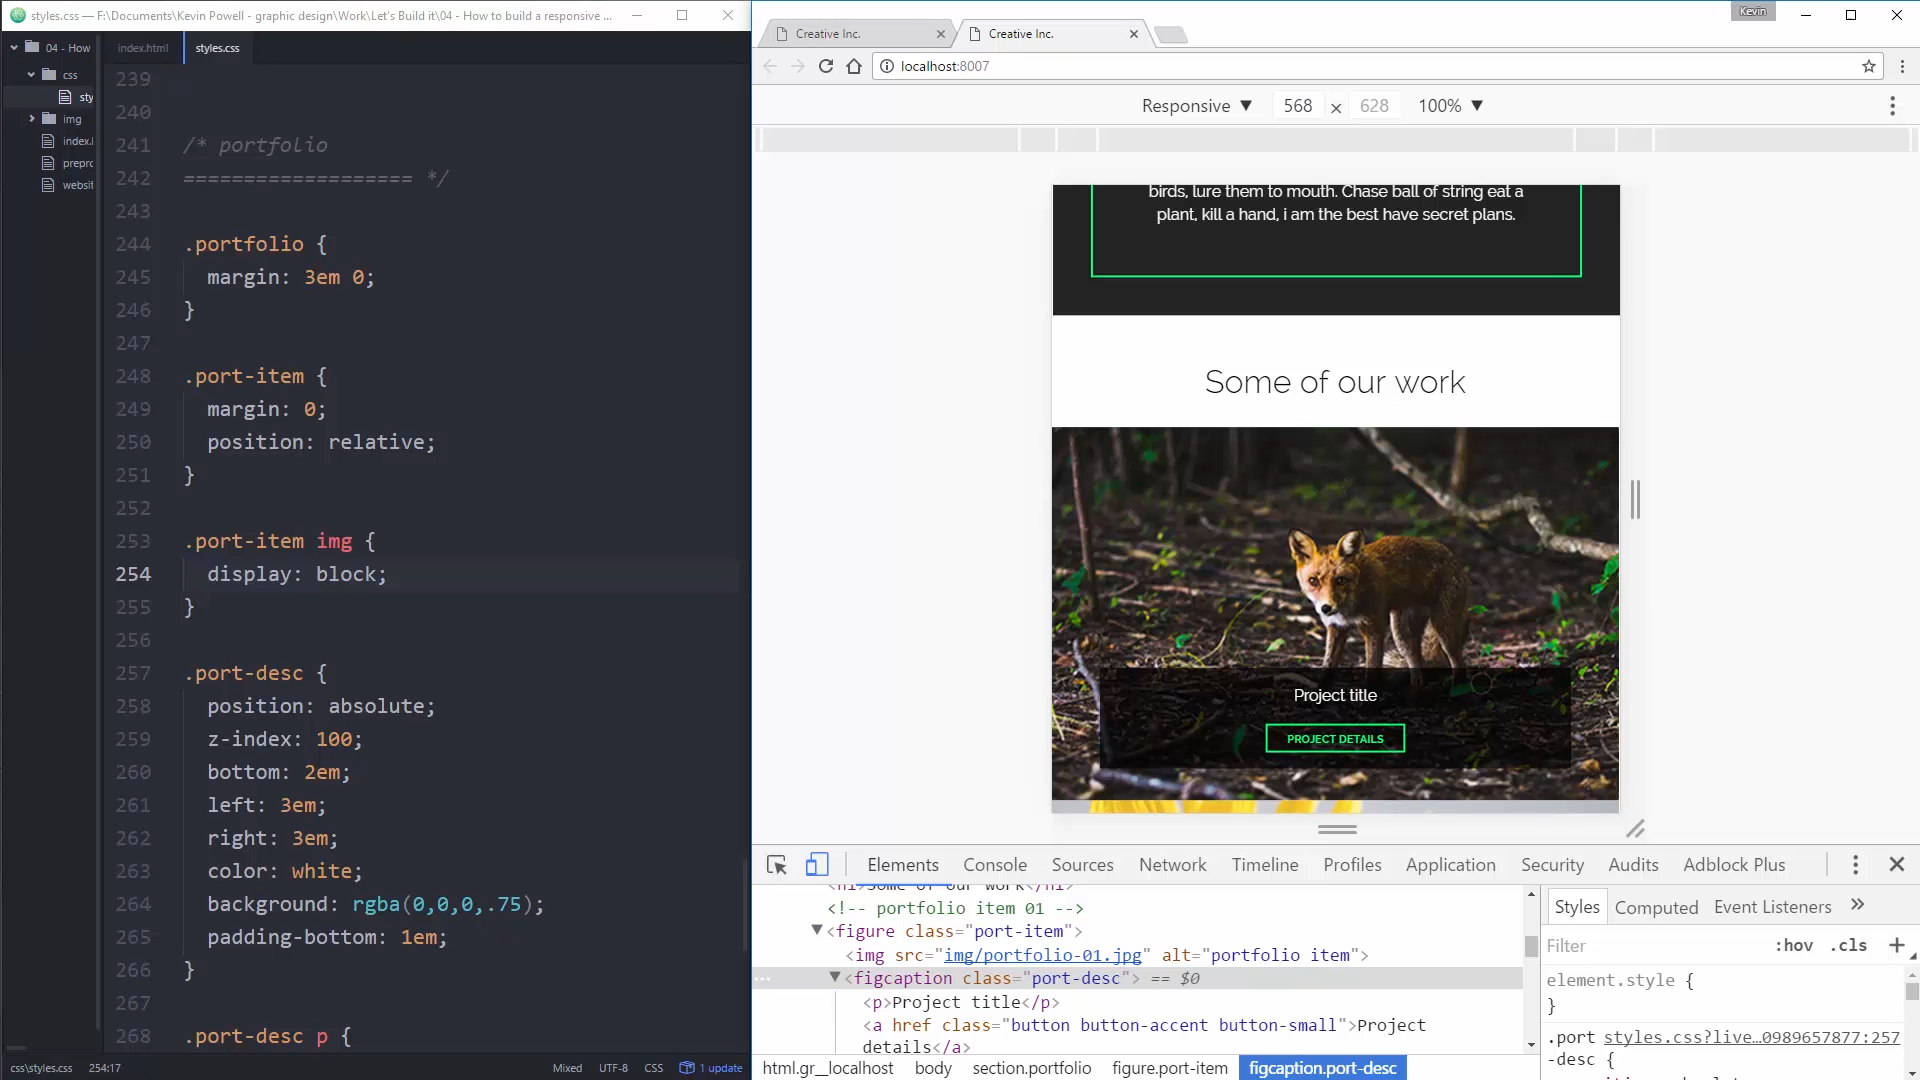 styles.css — F:\Documents\Kevin Powell - graphic design\Work\Let's Build it\04 - How to build a responsive ...
04 - How
css
sty
img
index.l
prepro
websit
index.html
styles.css
239
240
241 /* portfolio
242 =================== */
243
244 .portfolio {
245 margin: 3em 0;
246 }
247
248 .port-item {
249 margin: 0;
250 position: relative;
251 }
252
253 .port-item img {
254 display: block;
255 }
256
257 .port-desc {
258 position: absolute;
259 z-index: 100;
260 bottom: 2em;
261 left: 3em;
262 right: 3em;
263 color: white;
264 background: rgba(0,0,0,.75);
265 padding-bottom: 1em;
266 }
267
268 .port-desc p {
css\styles.css 254:17 Mixed UTF-8 CSS 1 update
Kevin
Creative Inc. Creative Inc.
localhost:8007
Responsive ▼ 568 × 628 100% ▼
birds, lure them to mouth. Chase ball of string eat a
plant, kill a hand, i am the best have secret plans.
Some of our work
Project title
PROJECT DETAILS
Elements Console Sources Network Timeline Profiles Application Security Audits Adblock Plus
<h1>Some of our work</h1>
<!-- portfolio item 01 -->
▼<figure class="port-item">
<img src="img/portfolio-01.jpg" alt="portfolio item">
▼<figcaption class="port-desc"> == $0
<p>Project title</p>
<a href class="button button-accent button-small">Project
details</a>
html.gr__localhost body section.portfolio figure.port-item figcaption.port-desc
Styles Computed Event Listeners »
Filter :hov .cls +
element.style {
}
.port styles.css?live…0989657877:257
-desc {